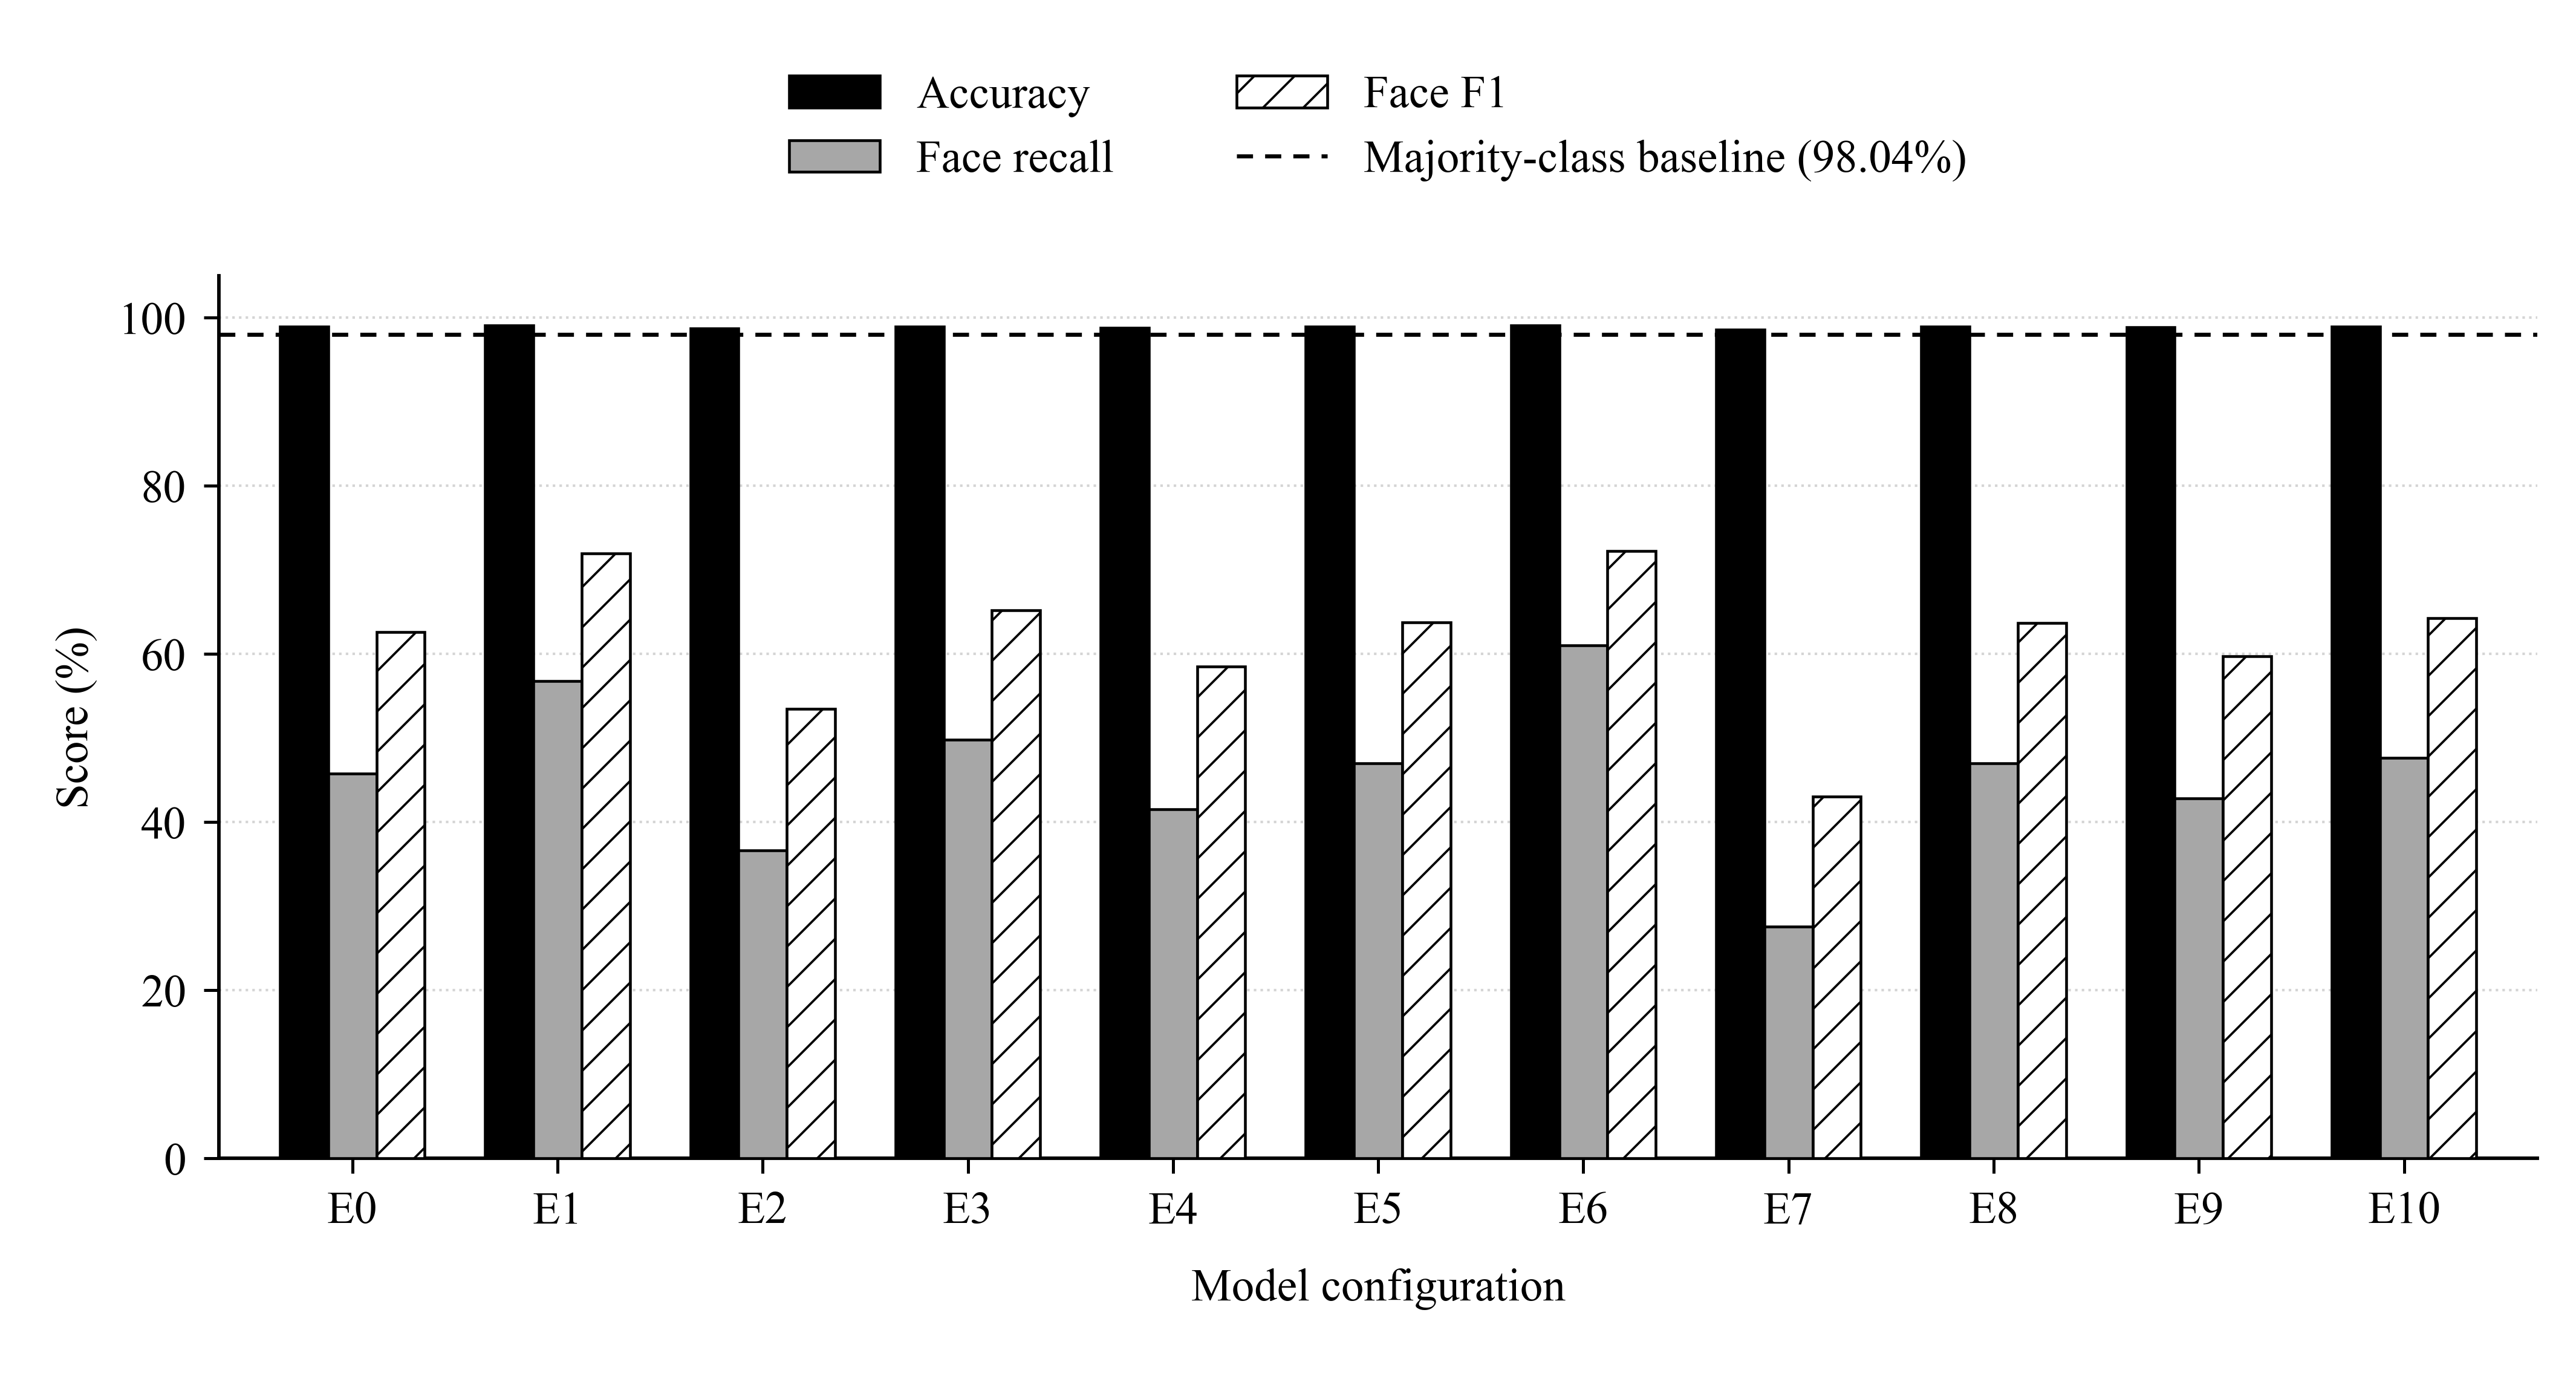 Accuracy
Face recall
Face F1
Majority-class baseline (98.04%)
Score (%)
100
80
60
40
20
0
E0 E1 E2 E3 E4 E5 E6 E7 E8 E9 E10
Model configuration